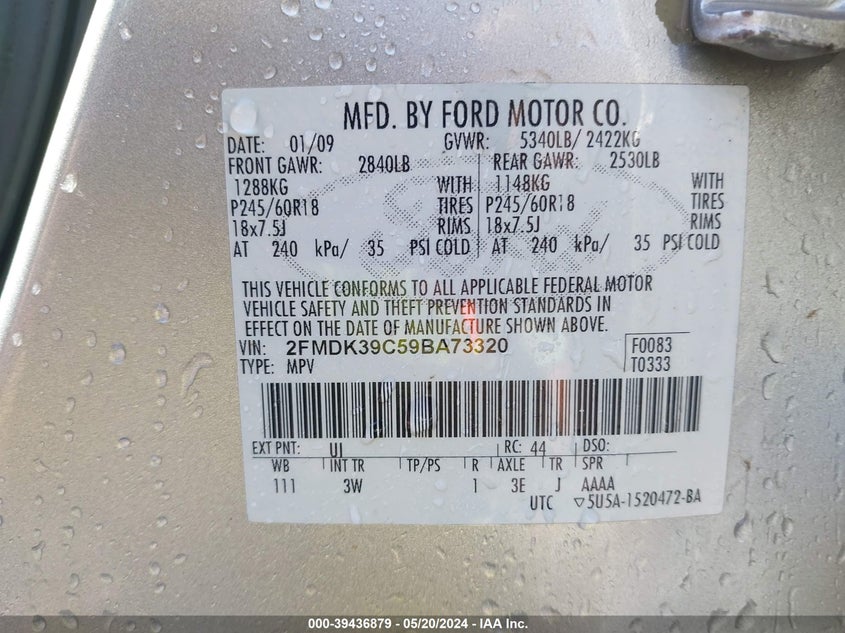 MFD. BY FORD MOTOR CO.
DATE: 01/09 GVWR: 5340LB/ 2422KG
FRONT GAWR: 2840LB REAR GAWR: 2530LB
1288KG WITH 1148KG WITH
P245/60R18 TIRES P245/60R18 TIRES
18x7.5J RIMS 18x7.5J RIMS
AT 240 kPa/ 35 PSI COLD AT 240 kPa/ 35 PSI COLD
THIS VEHICLE CONFORMS TO ALL APPLICABLE FEDERAL MOTOR
VEHICLE SAFETY AND THEFT PREVENTION STANDARDS IN
EFFECT ON THE DATE OF MANUFACTURE SHOWN ABOVE.
VIN: 2FMDK39C59BA73320 F0083
TYPE: MPV T0333
EXT PNT: UJ RC: 44 DSO:
WB INT TR TP/PS R AXLE TR SPR
111 3W 1 3E J AAAA
UTC ▽5U5A-1520472-BA
000-39436879 — 05/20/2024 — IAA Inc.